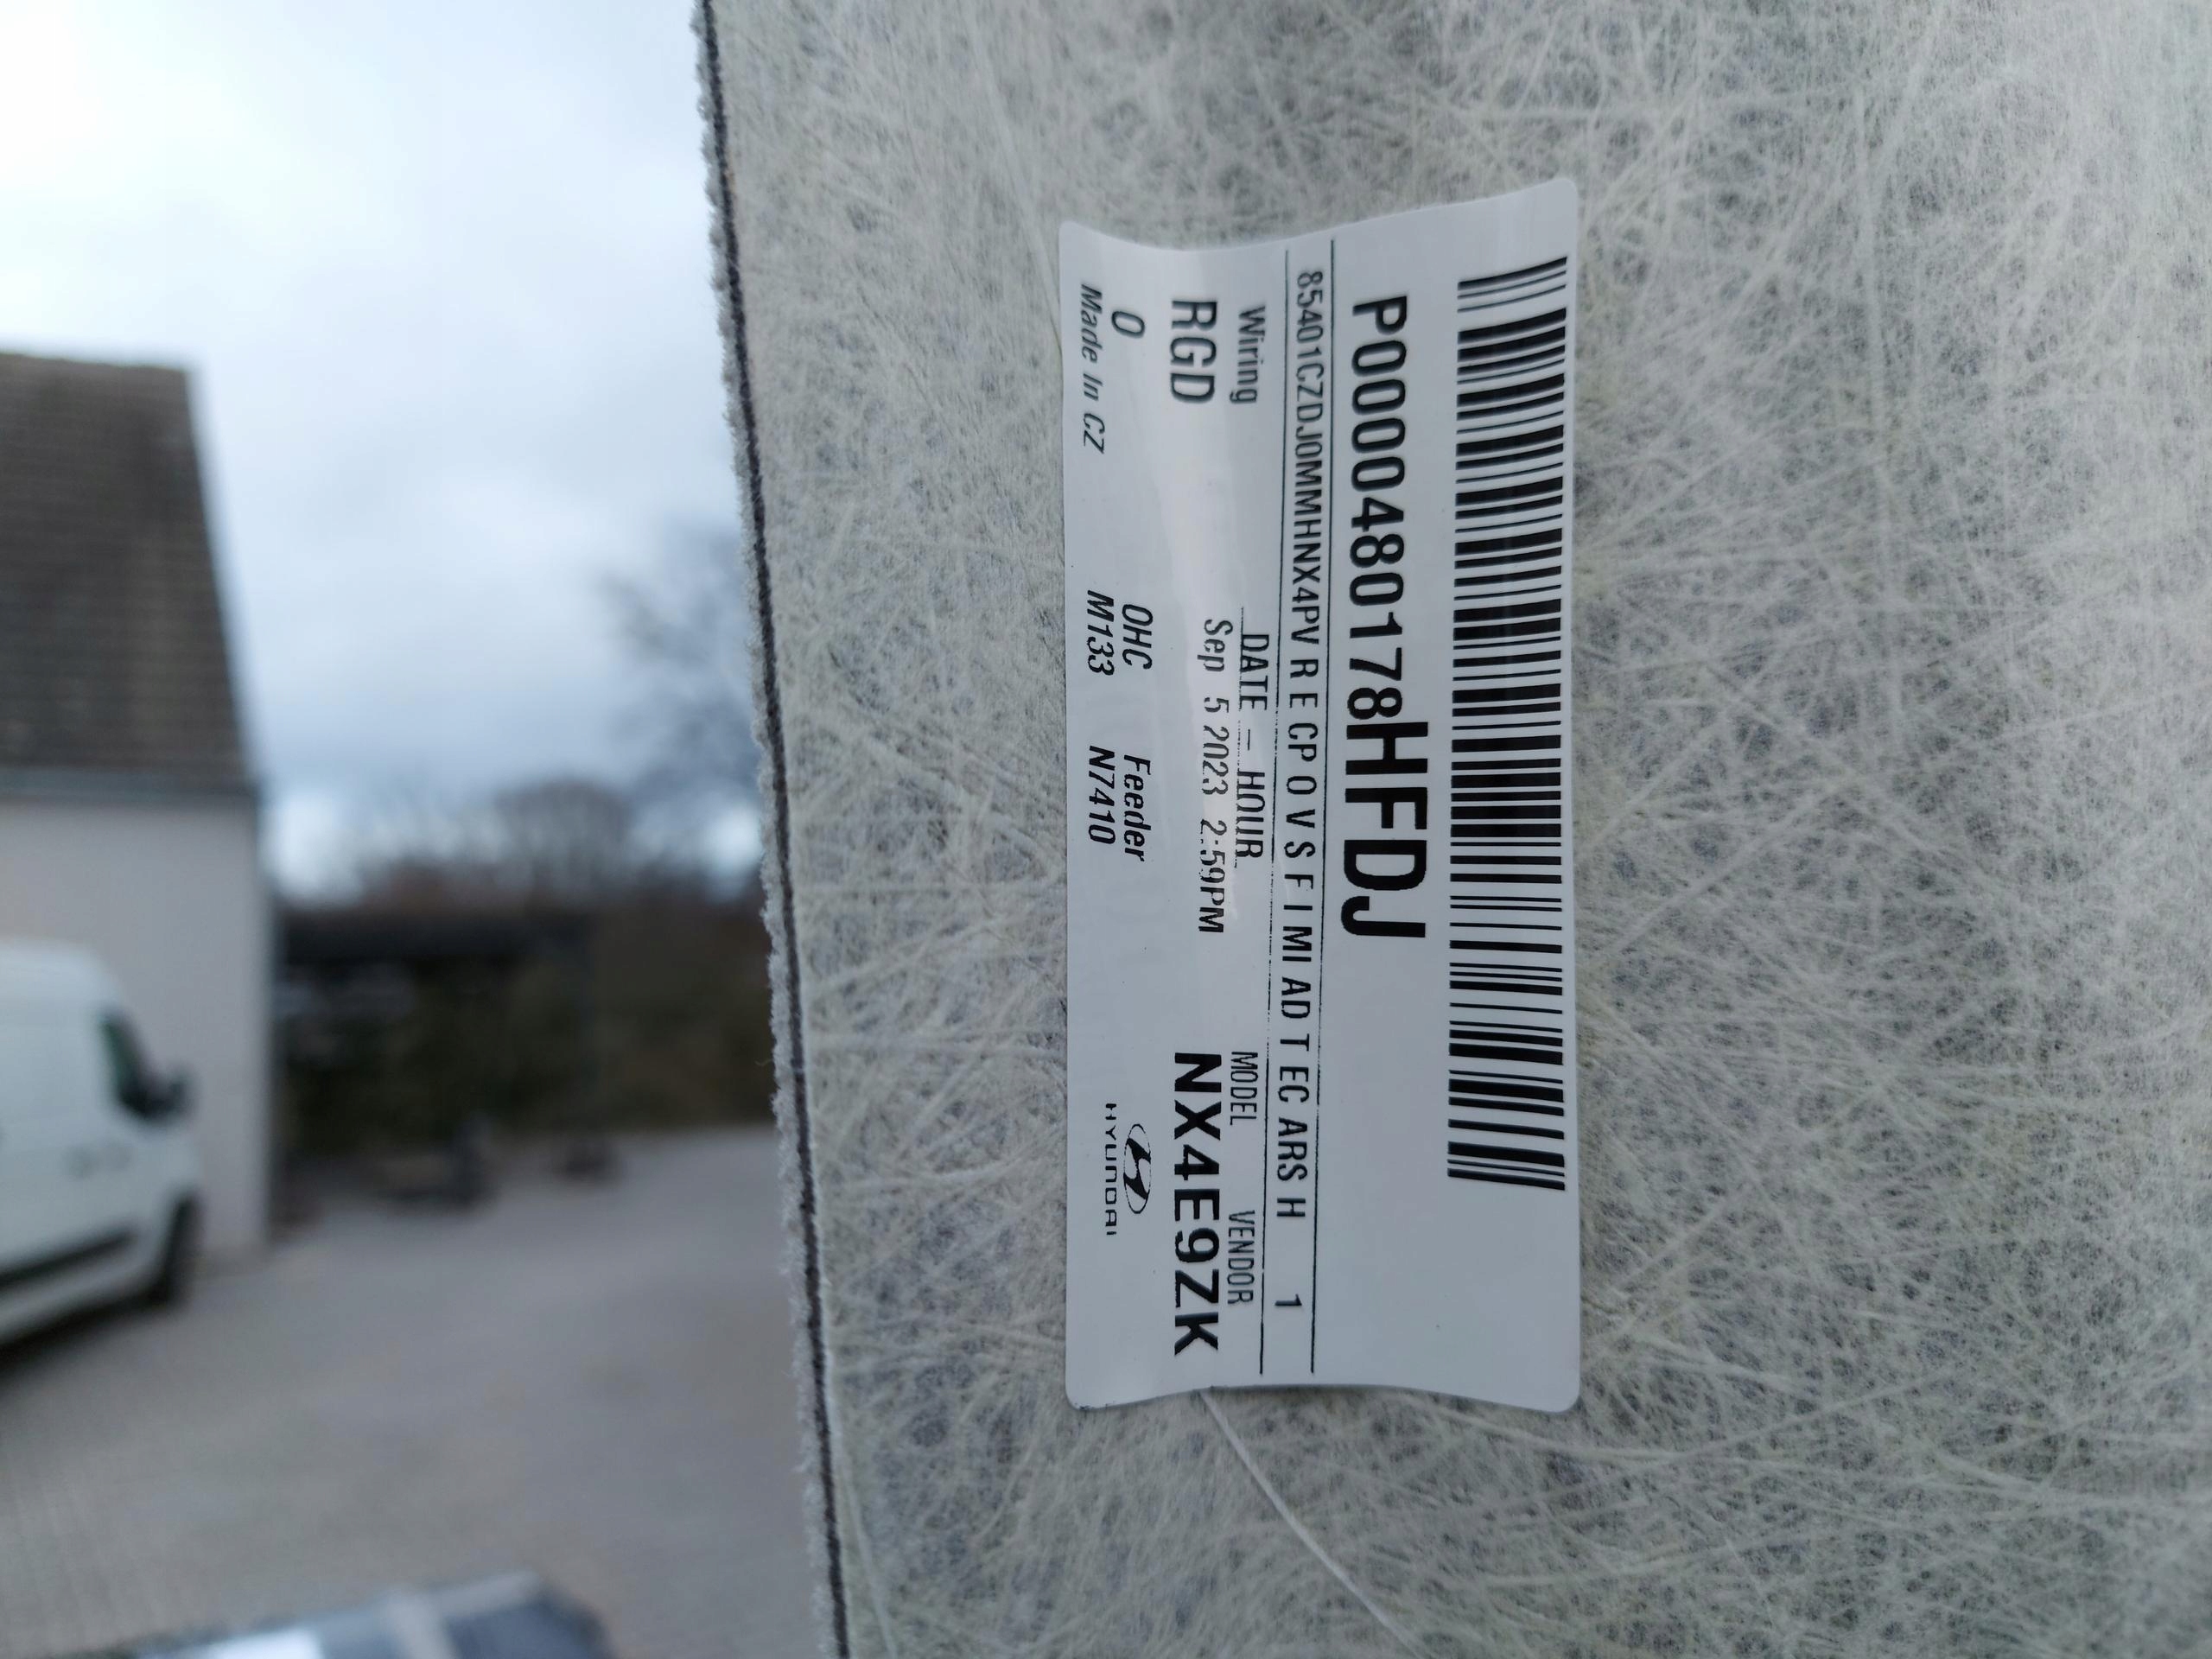 P0000480178HFDJ
85401CZDJ0MMHNX4PV R E CP O V S F I MI AD T EC ARS H 1
Wiring DATE - HOUR MODEL VENDOR
RGD Sep 5 2023 2:59PM NX4E9ZK
0 OHC Feeder
Made In CZ M133 N7410 HYUNDAI